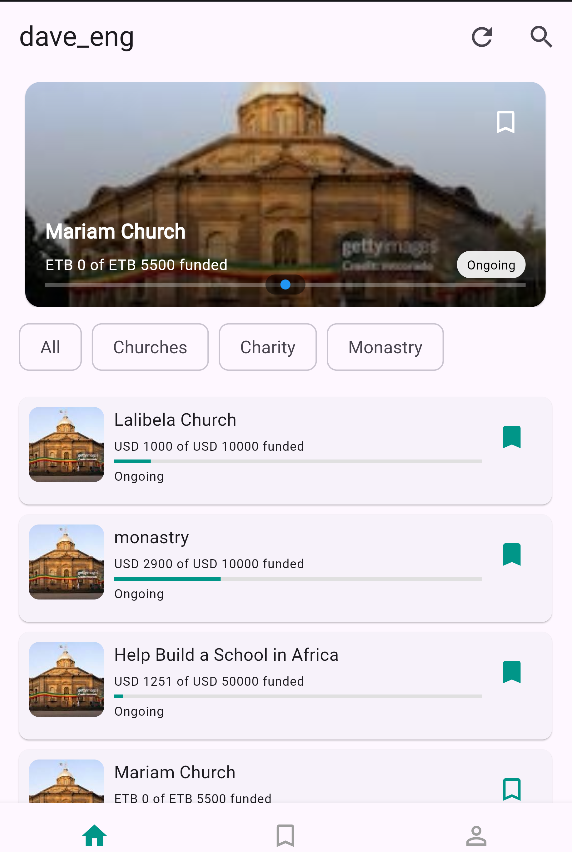 dave_eng
Mariam Church
gettyimages
Credit: rescorado
ETB 0 of ETB 5500 funded
Ongoing
All
Churches
Charity
Monastry
Lalibela Church
USD 1000 of USD 10000 funded
Ongoing
monastry
USD 2900 of USD 10000 funded
Ongoing
Help Build a School in Africa
USD 1251 of USD 50000 funded
Ongoing
Mariam Church
ETB 0 of ETB 5500 funded